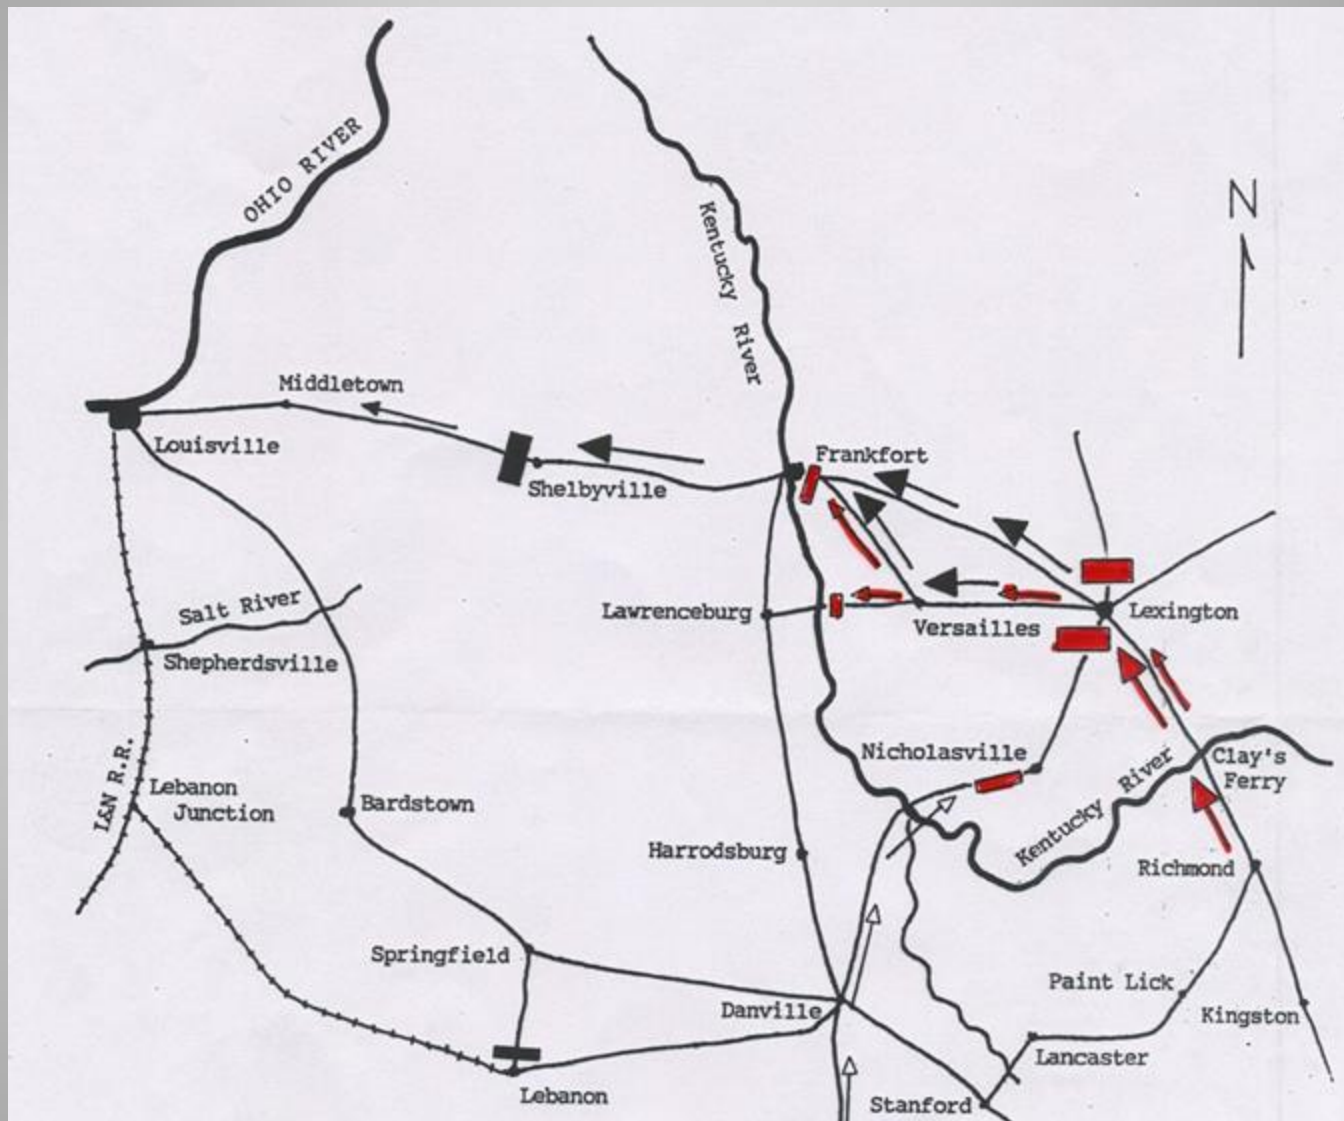 OHIO RIVER
Kentucky River
N
Middletown
Louisville
Frankfort
Shelbyville
Salt River
Lawrenceburg
Versailles
Lexington
Shepherdsville
L&N R.R.
Nicholasville
Clay's
Ferry
Kentucky River
Lebanon
Junction
Bardstown
Harrodsburg
Richmond
Springfield
Danville
Paint Lick
Kingston
Lancaster
Lebanon
Stanford